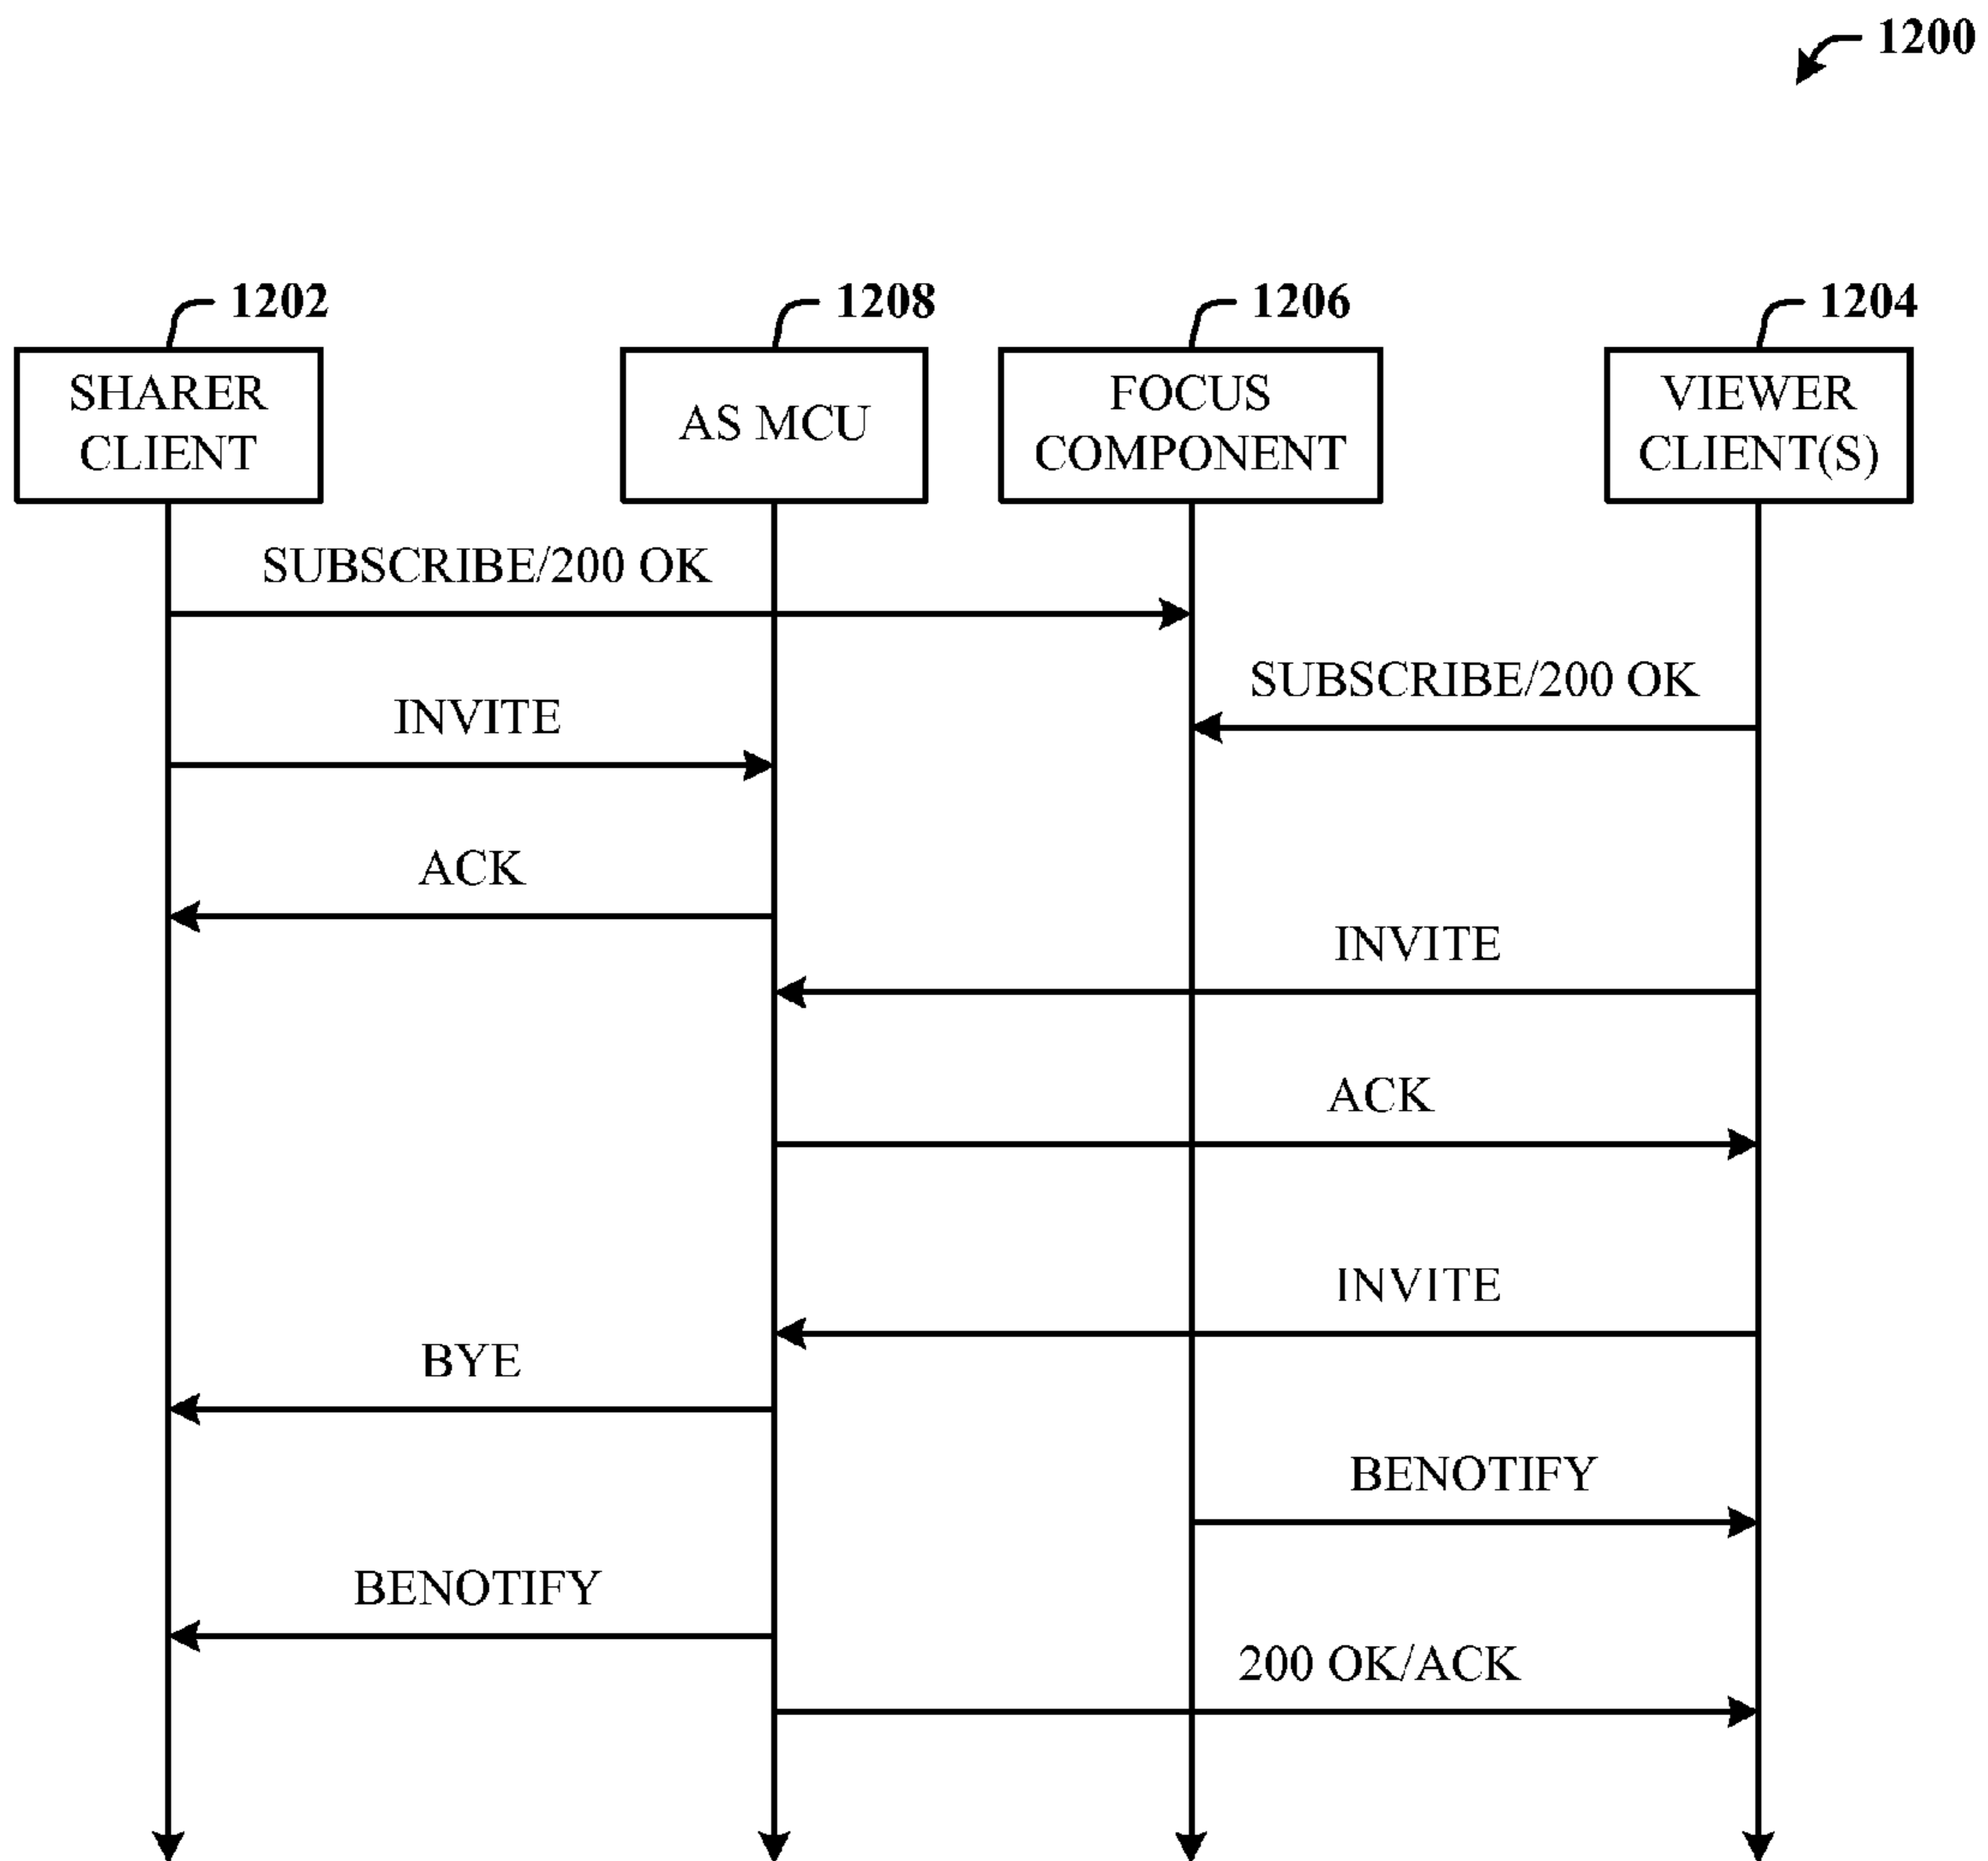 1200
1202
1208
1206
1204
SHARER
CLIENT
AS MCU
FOCUS
COMPONENT
VIEWER
CLIENT(S)
SUBSCRIBE/200 OK
SUBSCRIBE/200 OK
INVITE
ACK
INVITE
ACK
INVITE
BYE
BENOTIFY
BENOTIFY
200 OK/ACK